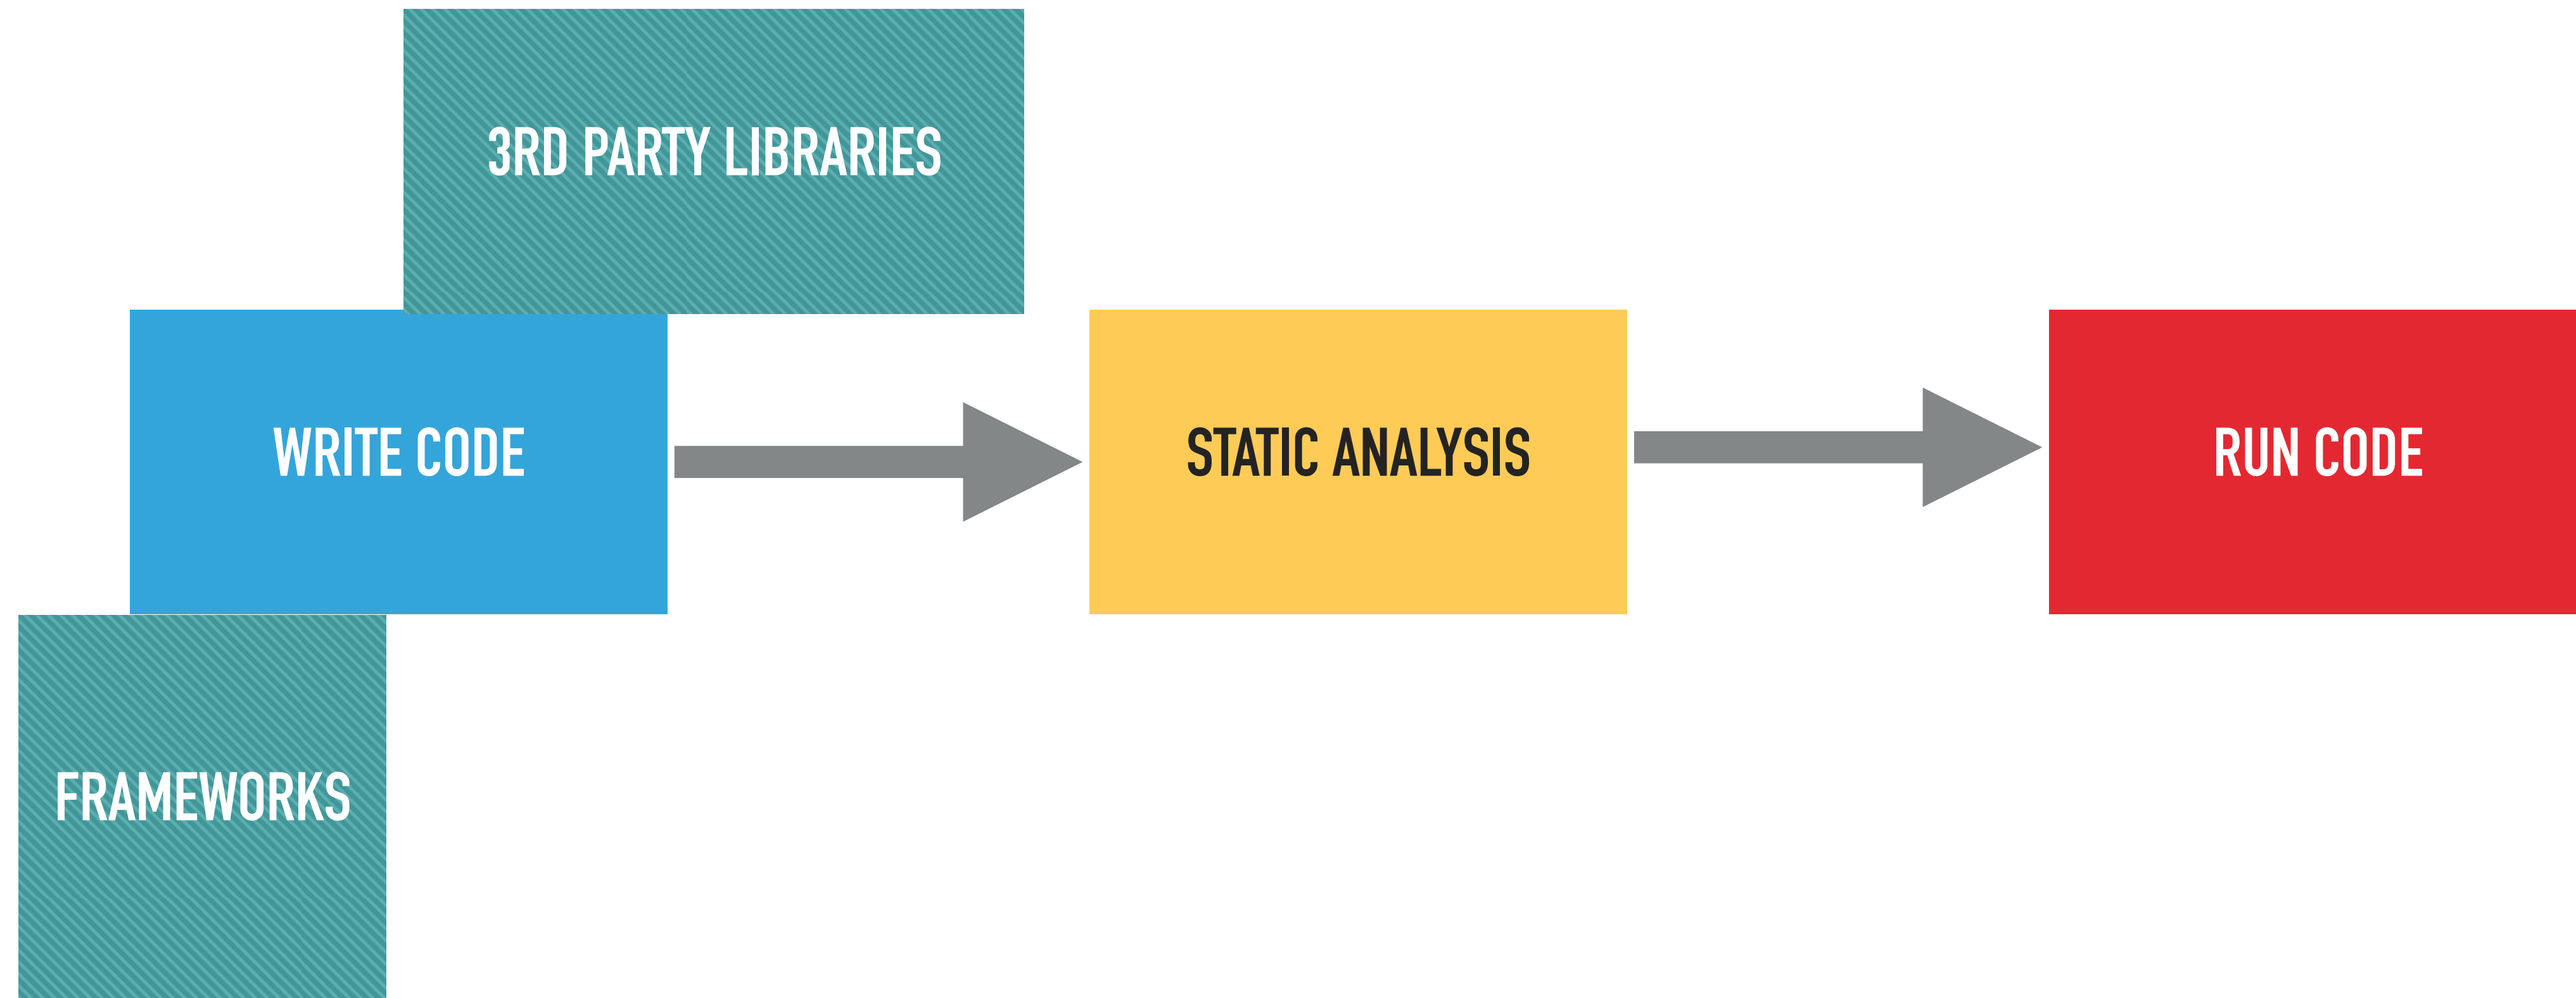 3RD PARTY LIBRARIES
WRITE CODE
STATIC ANALYSIS
RUN CODE
FRAMEWORKS